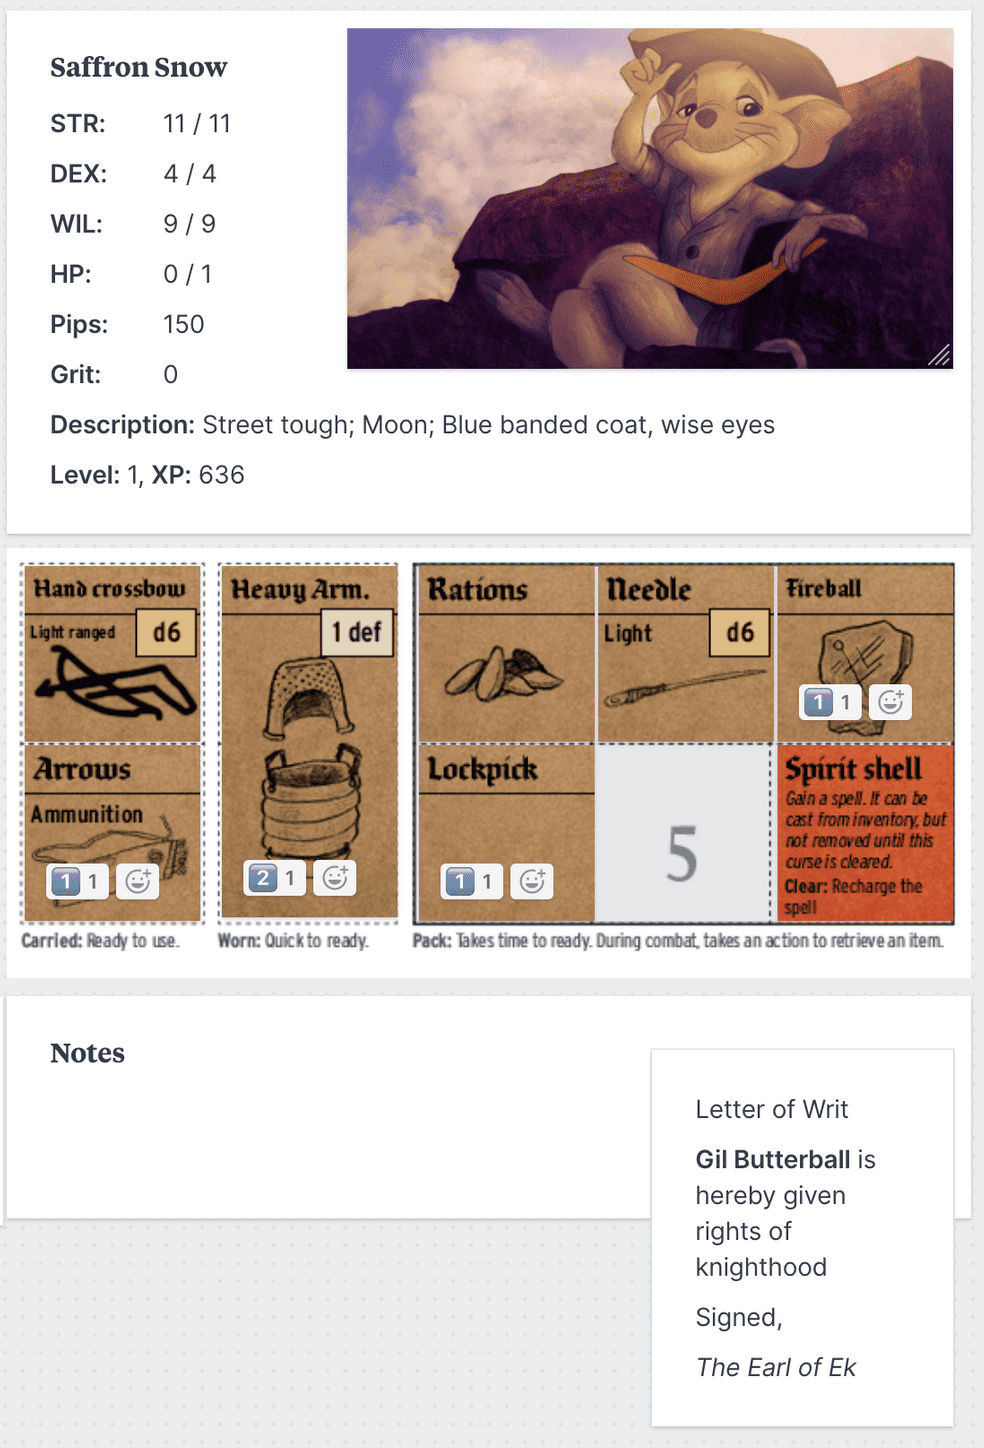 Saffron Snow
STR: 11 / 11
DEX: 4 / 4
WIL: 9 / 9
HP: 0 / 1
Pips: 150
Grit: 0
Description: Street tough; Moon; Blue banded coat, wise eyes
Level: 1, XP: 636
Hand crossbow
Light ranged
d6
Arrows
Ammunition
1 1
Carried: Ready to use.
Heavy Arm.
1 def
2 1
Worn: Quick to ready.
Rations
Needle
Light
d6
Fireball
1 1
Lockpick
1 1
5
Spirit shell
Gain a spell. It can be
cast from inventory, but
not removed until this
curse is cleared.
Clear: Recharge the
spell
Pack: Takes time to ready. During combat, takes an action to retrieve an item.
Notes
Letter of Writ
Gil Butterball is
hereby given
rights of
knighthood
Signed,
The Earl of Ek